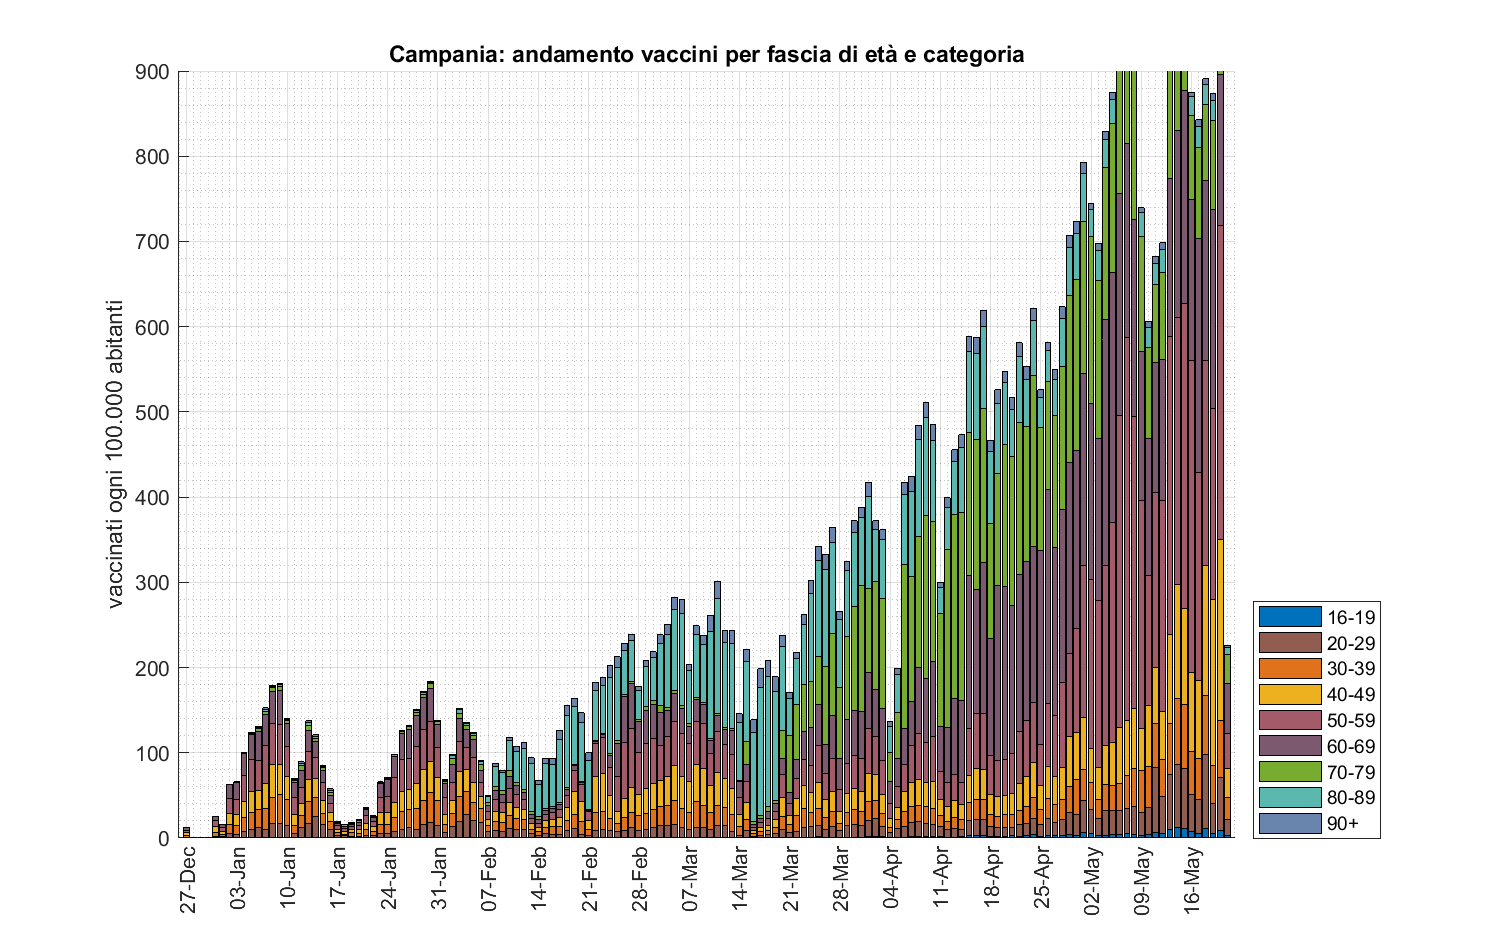 Campania: andamento vaccini per fascia di età e categoria
vaccinati ogni 100.000 abitanti
900
800
700
600
500
400
300
200
100
0
27-Dec
03-Jan
10-Jan
17-Jan
24-Jan
31-Jan
07-Feb
14-Feb
21-Feb
28-Feb
07-Mar
14-Mar
21-Mar
28-Mar
04-Apr
11-Apr
18-Apr
25-Apr
02-May
09-May
16-May
16-19
20-29
30-39
40-49
50-59
60-69
70-79
80-89
90+